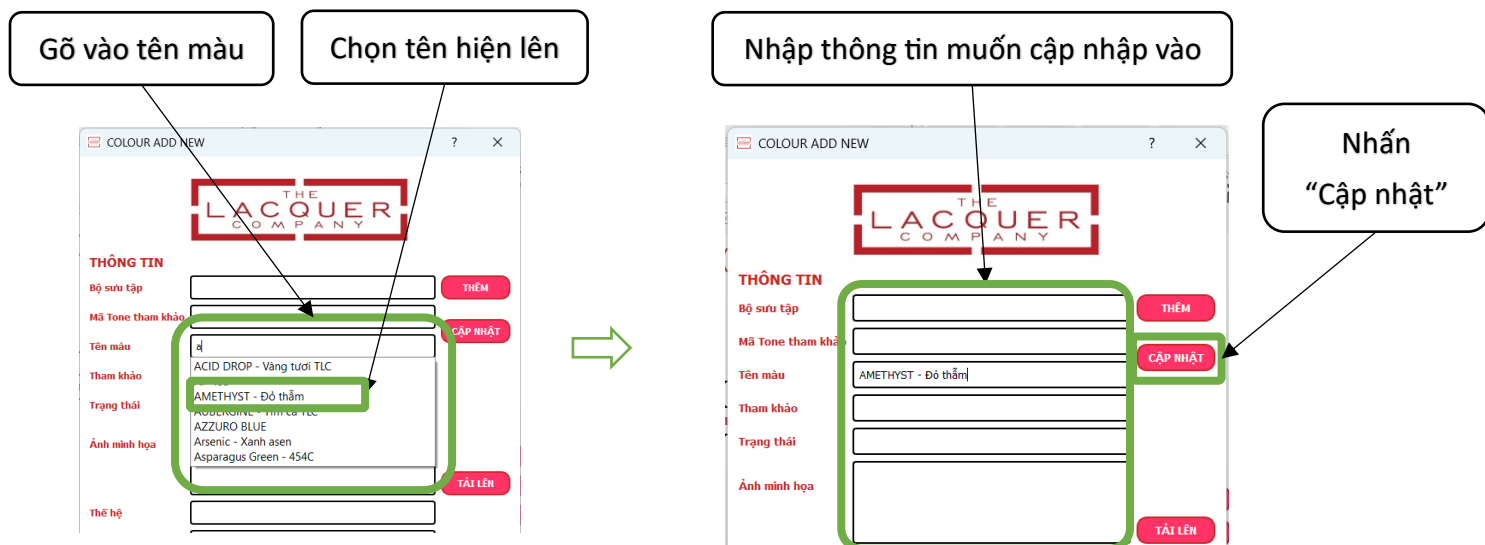 Gõ vào tên màu
Chọn tên hiện lên
COLOUR ADD NEW
?
THE
LACQUER
COMPANY
THÔNG TIN
Bộ sưu tập
THÊM
Mã Tone tham khảo
CẬP NHẬT
Tên màu
a
ACID DROP - Vàng tươi TLC
Tham khảo
AMETHYST - Đỏ thẫm
Trạng thái
AUBERGINE - Tím cà TLC
AZZURO BLUE
Ảnh minh họa
Arsenic - Xanh asen
Asparagus Green - 454C
TẢI LÊN
Thế hệ
Nhập thông tin muốn cập nhập vào
Nhấn
“Cập nhật”
COLOUR ADD NEW
?
THE
LACQUER
COMPANY
THÔNG TIN
Bộ sưu tập
THÊM
Mã Tone tham khảo
CẬP NHẬT
Tên màu
AMETHYST - Đỏ thẫm
Tham khảo
Trạng thái
Ảnh minh họa
TẢI LÊN